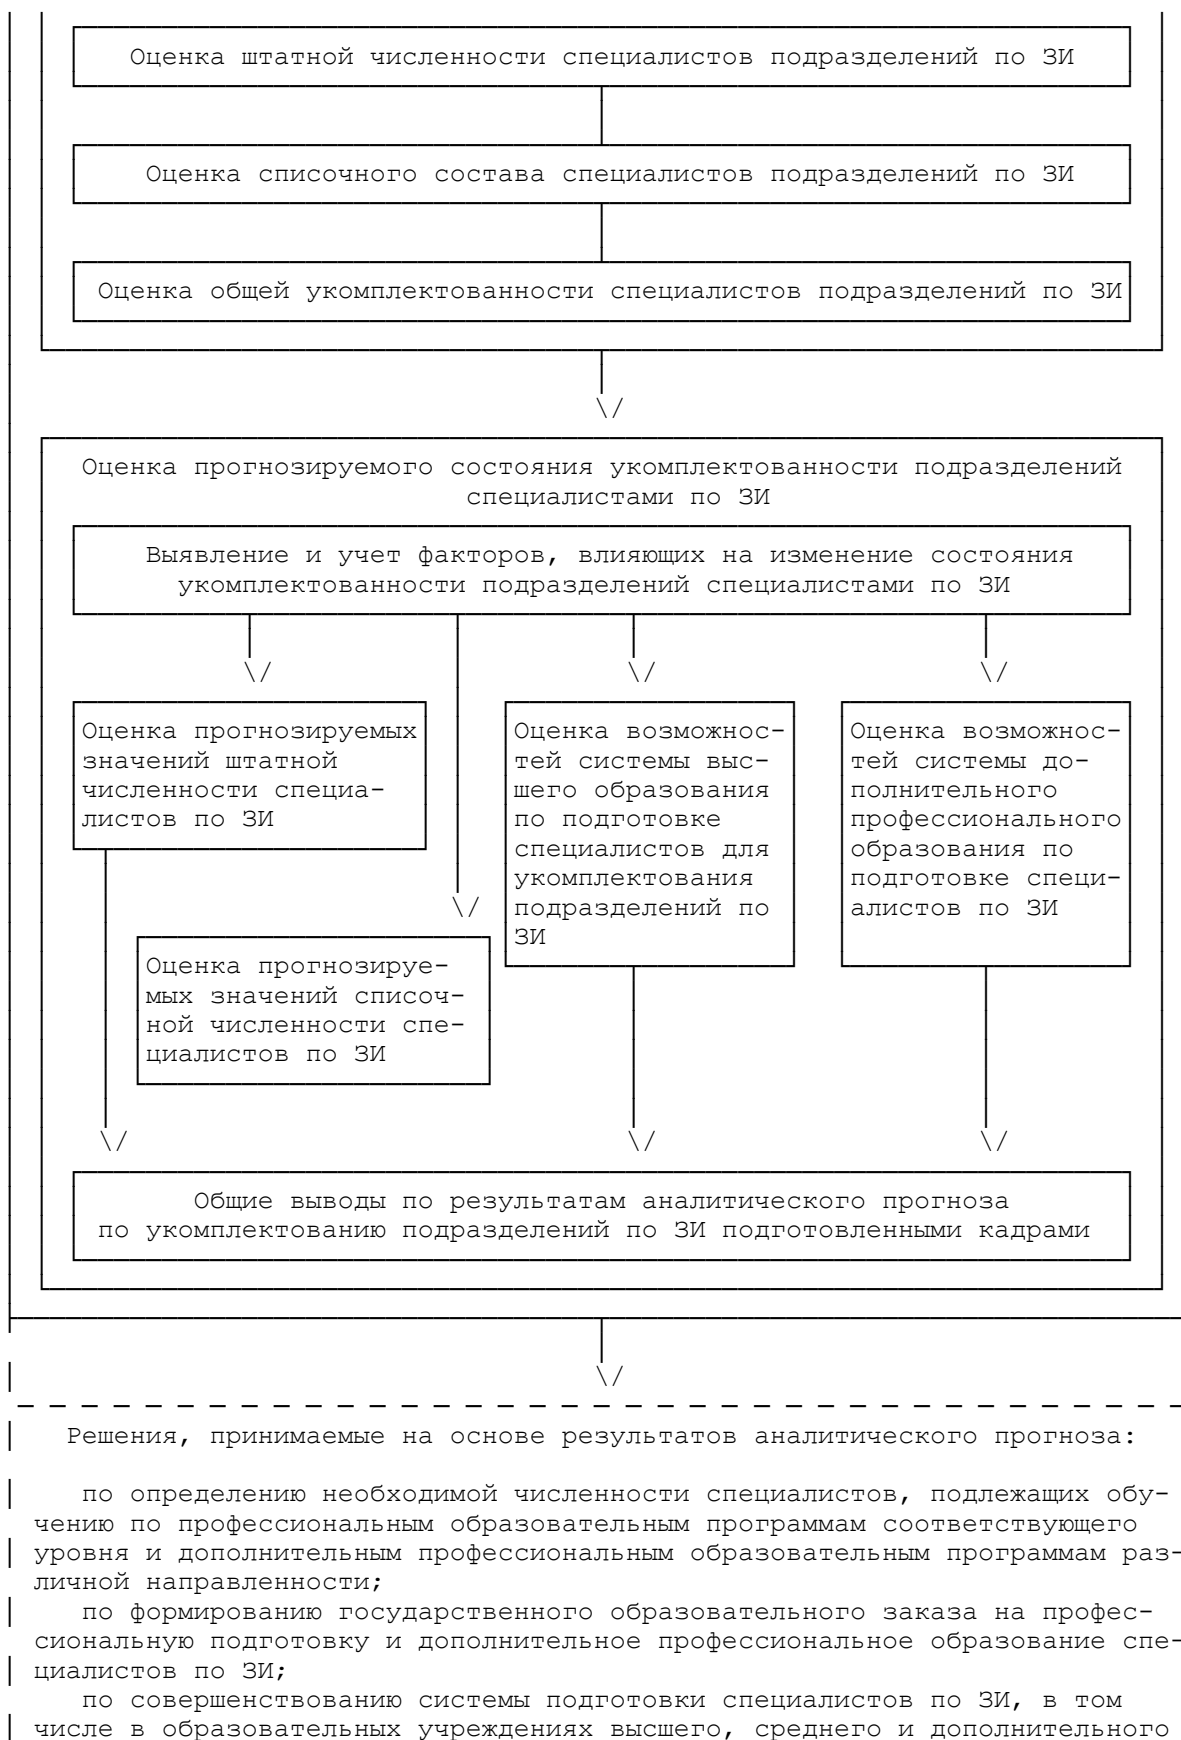 Оценка штатной численности специалистов подразделений по ЗИ
Оценка списочного состава специалистов подразделений по ЗИ
Оценка общей укомплектованности специалистов подразделений по ЗИ
Оценка прогнозируемого состояния укомплектованности подразделений
специалистами по ЗИ
Выявление и учет факторов, влияющих на изменение состояния
укомплектованности подразделений специалистами по ЗИ
Оценка прогнозируемых
значений штатной
численности специа-
листов по ЗИ
Оценка прогнозируе-
мых значений списоч-
ной численности спе-
циалистов по ЗИ
Оценка возможнос-
тей системы выс-
шего образования
по подготовке
специалистов для
укомплектования
подразделений по
ЗИ
Оценка возможнос-
тей системы до-
полнительного
профессионального
образования по
подготовке специ-
алистов по ЗИ
Общие выводы по результатам аналитического прогноза
по укомплектованию подразделений по ЗИ подготовленными кадрами
Решения, принимаемые на основе результатов аналитического прогноза:
по определению необходимой численности специалистов, подлежащих обу-
чению по профессиональным образовательным программам соответствующего
уровня и дополнительным профессиональным образовательным программам раз-
личной направленности;
по формированию государственного образовательного заказа на профес-
сиональную подготовку и дополнительное профессиональное образование спе-
циалистов по ЗИ;
по совершенствованию системы подготовки специалистов по ЗИ, в том
числе в образовательных учреждениях высшего, среднего и дополнительного